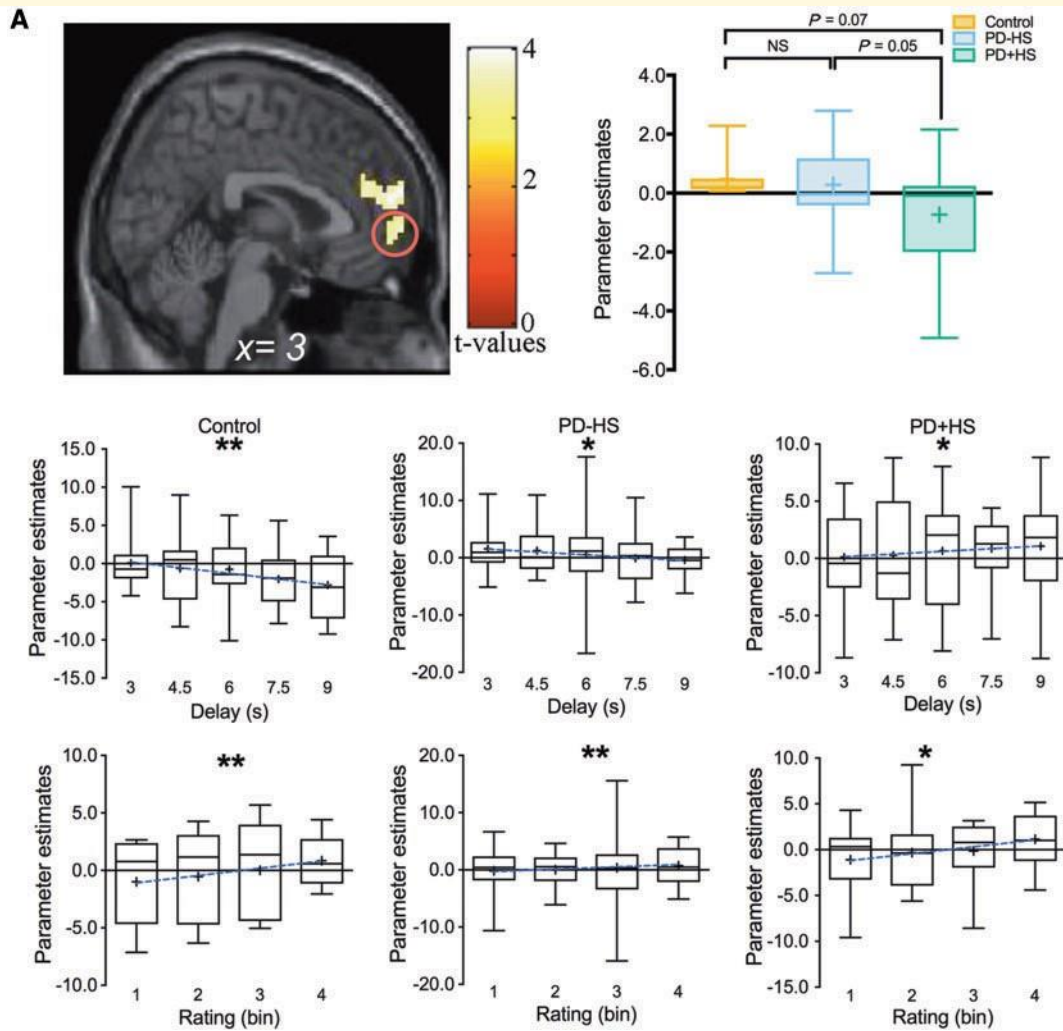 A
x= 3
4
2
0
t-values
P = 0.07
NS
P = 0.05
Control
PD-HS
PD+HS
Parameter estimates
4.0
2.0
0.0
-2.0
-4.0
-6.0
Control
**
Parameter estimates
15.0
10.0
5.0
0.0
-5.0
-10.0
-15.0
3 4.5 6 7.5 9
Delay (s)
PD-HS
*
Parameter estimates
20.0
10.0
0.0
-10.0
-20.0
3 4.5 6 7.5 9
Delay (s)
PD+HS
*
Parameter estimates
10.0
5.0
0.0
-5.0
-10.0
3 4.5 6 7.5 9
Delay (s)
**
Parameter estimates
10.0
5.0
0.0
-5.0
-10.0
1 2 3 4
Rating (bin)
**
Parameter estimates
20.0
10.0
0.0
-10.0
-20.0
1 2 3 4
Rating (bin)
*
Parameter estimates
10.0
5.0
0.0
-5.0
-10.0
-15.0
1 2 3 4
Rating (bin)